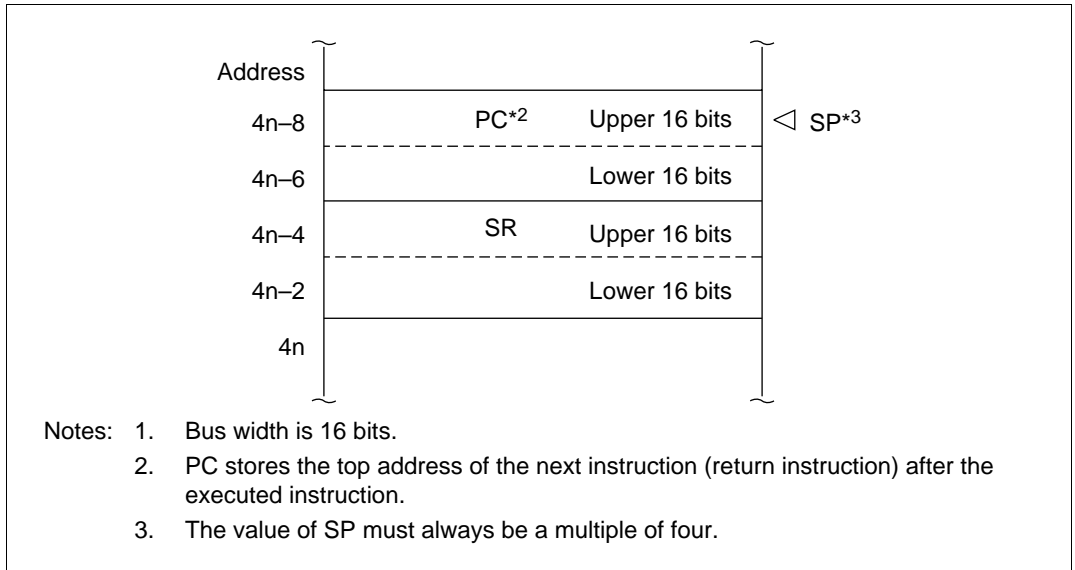 Address
4n–8 PC*2 Upper 16 bits SP*3
4n–6 Lower 16 bits
4n–4 SR Upper 16 bits
4n–2 Lower 16 bits
4n
Notes: 1. Bus width is 16 bits.
2. PC stores the top address of the next instruction (return instruction) after the
executed instruction.
3. The value of SP must always be a multiple of four.